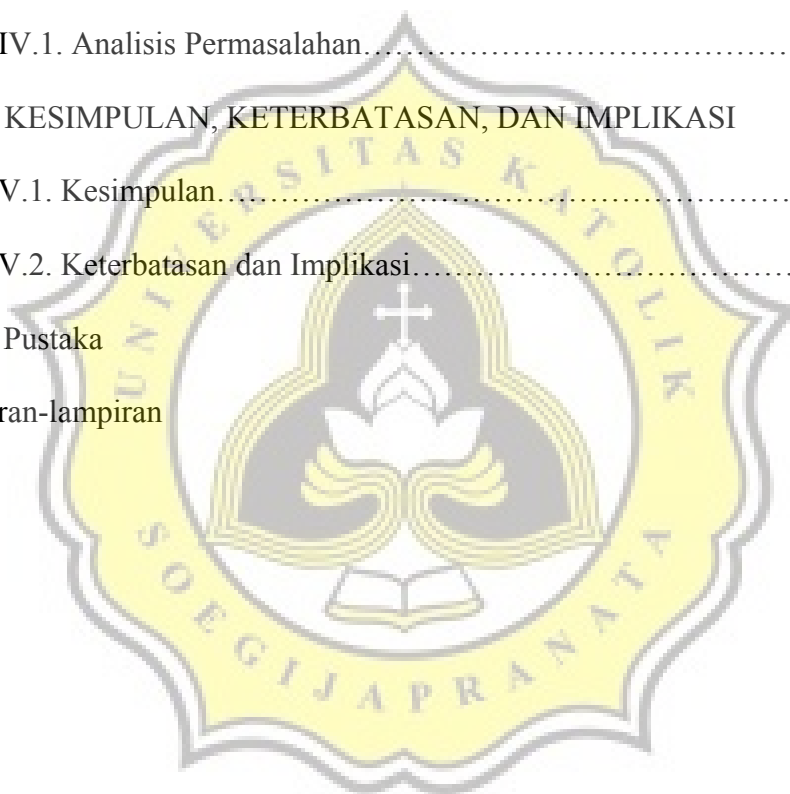 IV.1. Analisis Permasalahan……………………………………
KESIMPULAN, KETERBATASAN, DAN IMPLIKASI
V.1. Kesimpulan……………………………………………………
V.2. Keterbatasan dan Implikasi…………………………………
Pustaka
ran-lampiran
UNIVERSITAS KATOLIK
SOEGIJAPRANATA